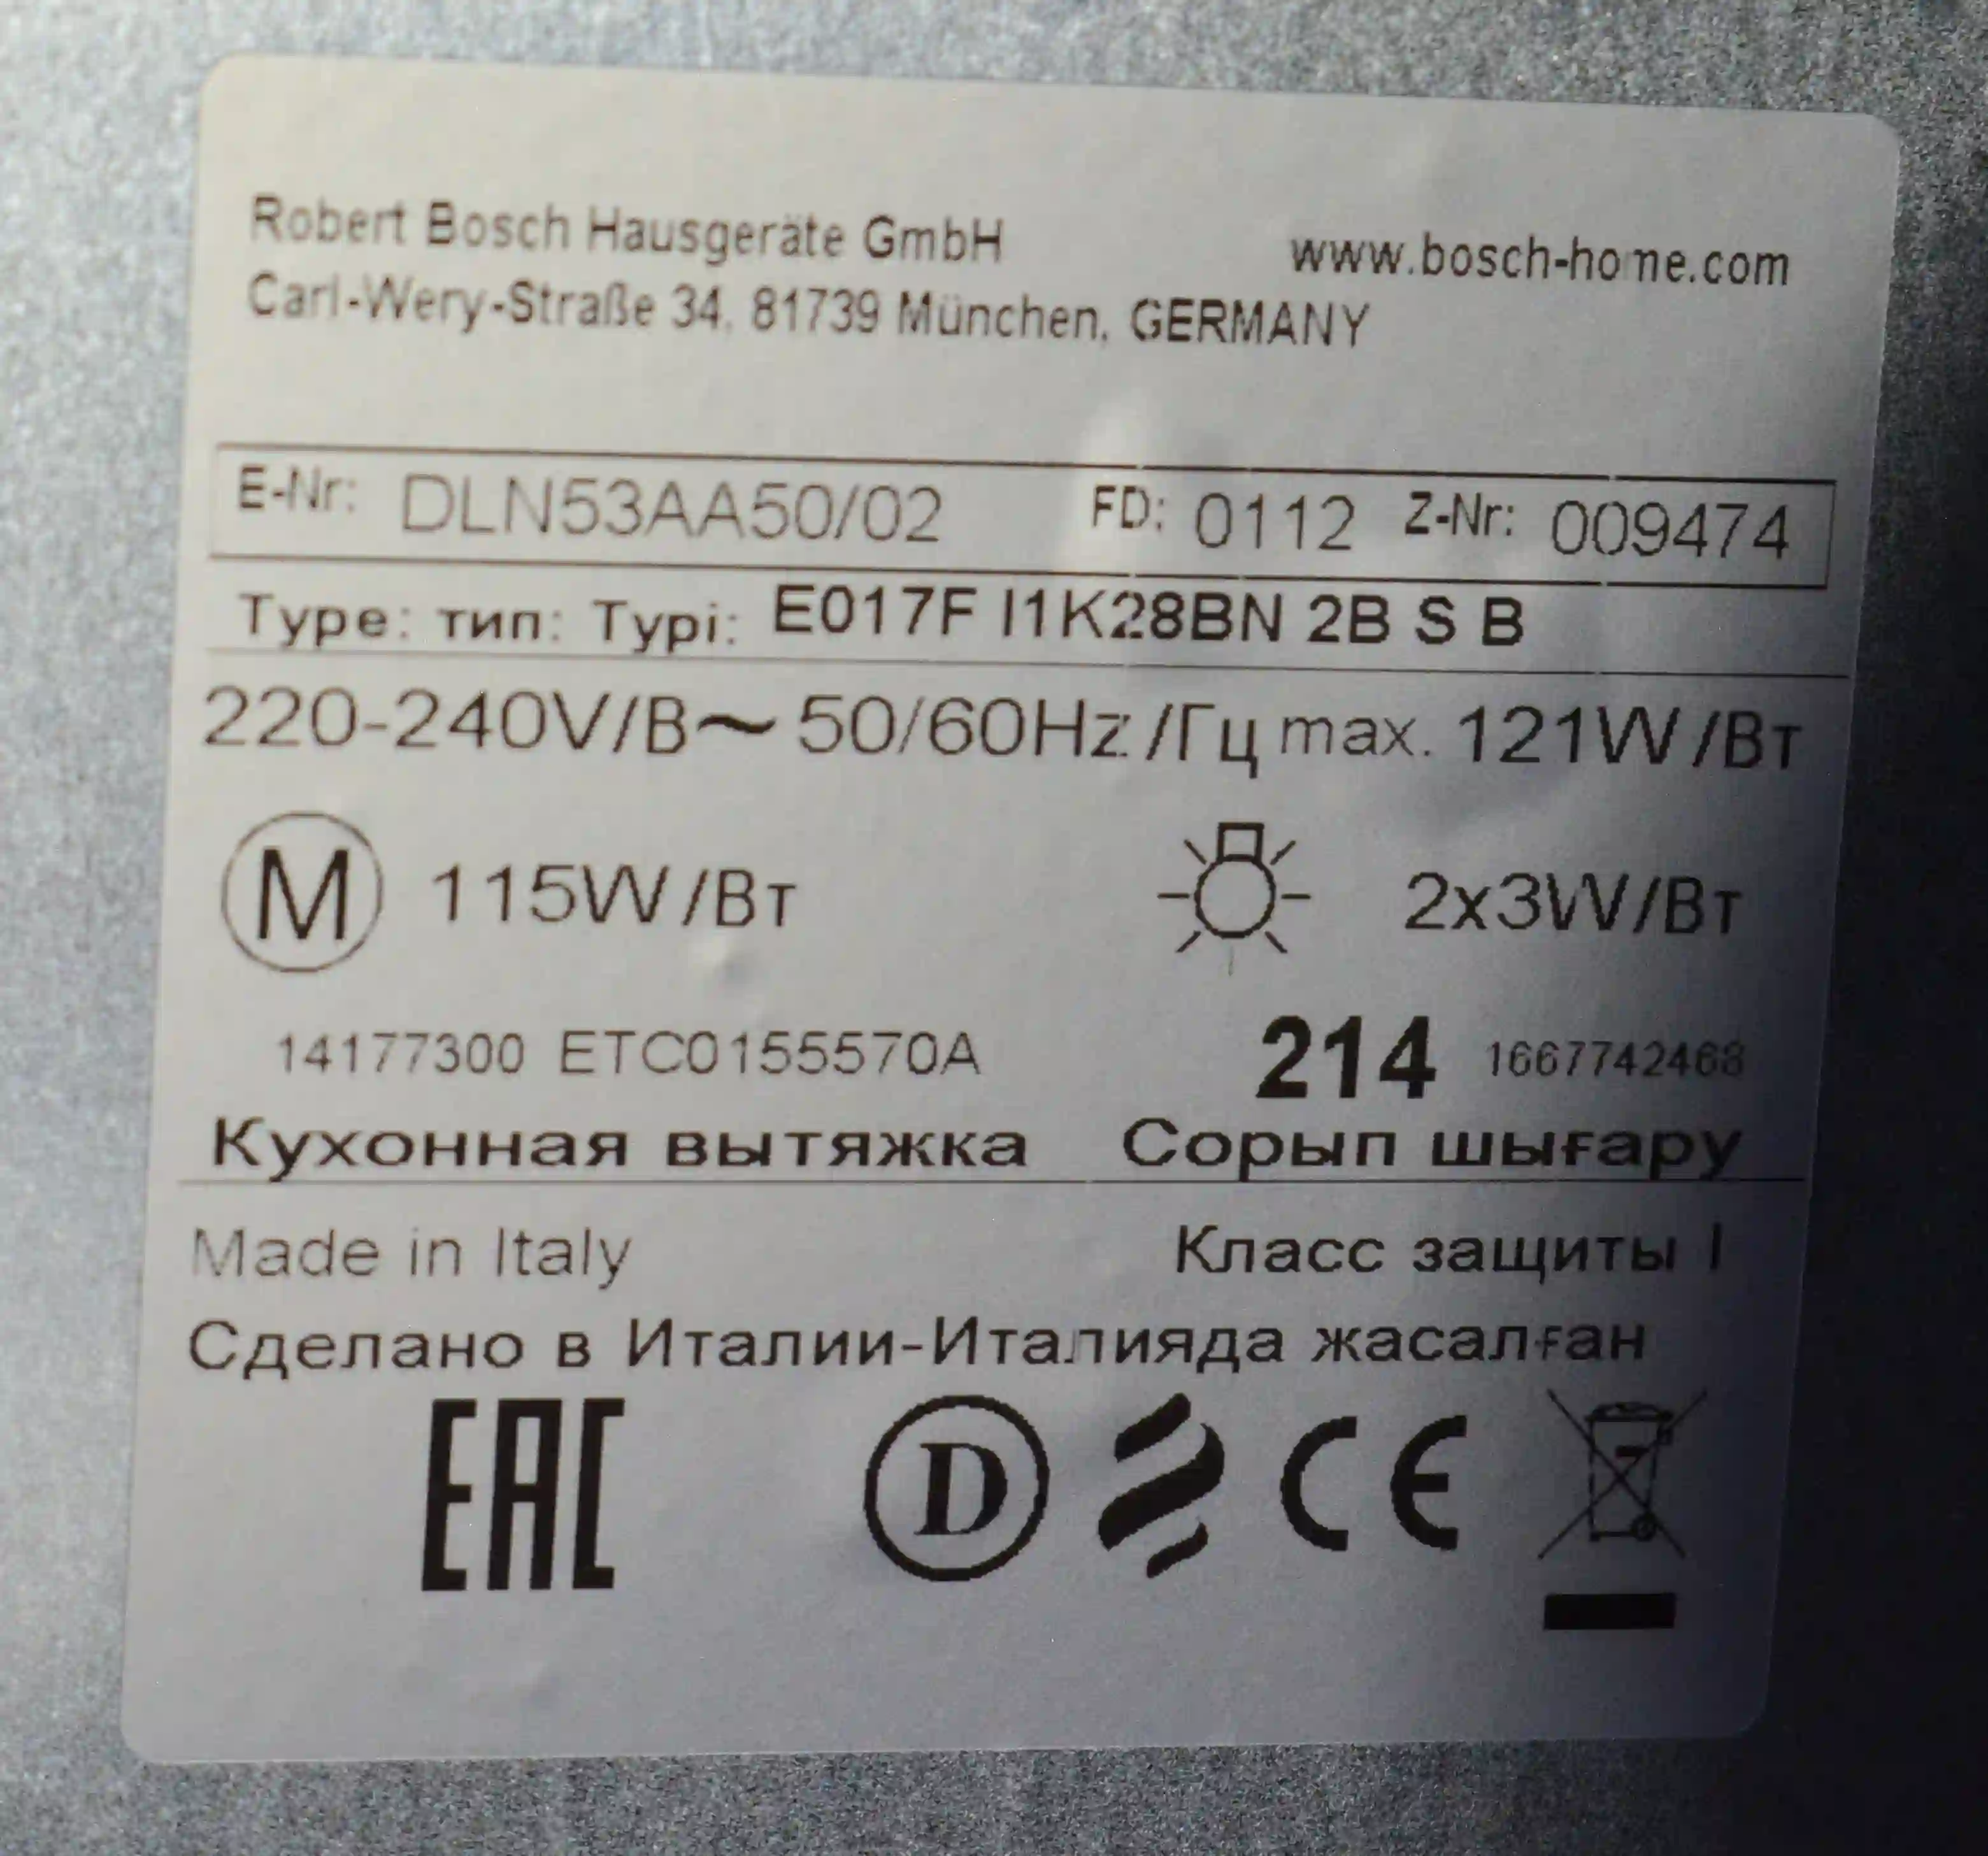 Robert Bosch Hausgeräte GmbH www.bosch-home.com
Carl-Wery-Straße 34, 81739 München, GERMANY
E-Nr: DLN53AA50/02 FD: 0112 Z-Nr: 009474
Type: тип: Typi: E017F I1K28BN 2B S B
220-240V/В~ 50/60Hz/Гц max. 121W/Вт
M 115W/Вт 2x3W/Вт
14177300 ETC0155570A 214 1667742468
Кухонная вытяжка Сорып шығару
Made in Italy Класс защиты I
Сделано в Италии-Италияда жасалған
EAC D CE